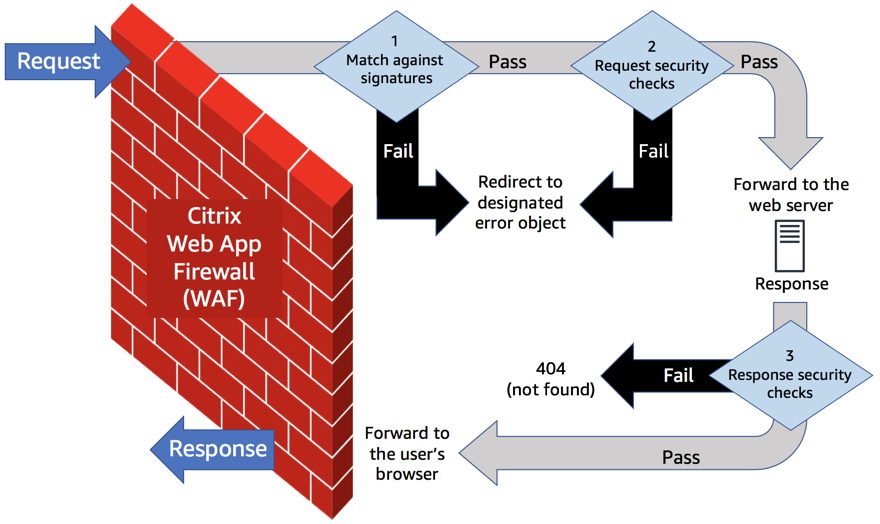 Request
1
Match against
signatures
Pass
2
Request security
checks
Pass
Fail
Fail
Redirect to
designated
error object
Forward to the
web server
Citrix
Web App
Firewall
(WAF)
Response
3
Response security
checks
Fail
404
(not found)
Response
Forward to
the user's
browser
Pass